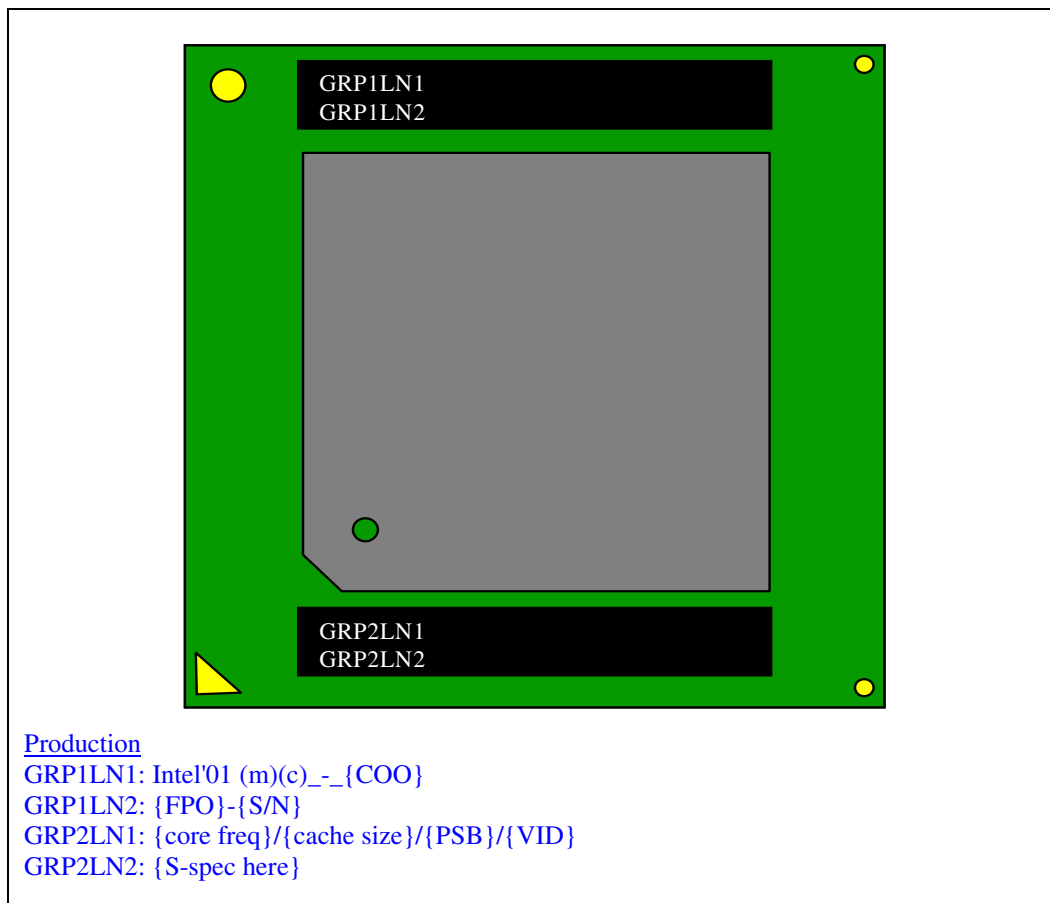 GRP1LN1
GRP1LN2
GRP2LN1
GRP2LN2
Production
GRP1LN1: Intel'01 (m)(c)_-_{COO}
GRP1LN2: {FPO}-{S/N}
GRP2LN1: {core freq}/{cache size}/{PSB}/{VID}
GRP2LN2: {S-spec here}